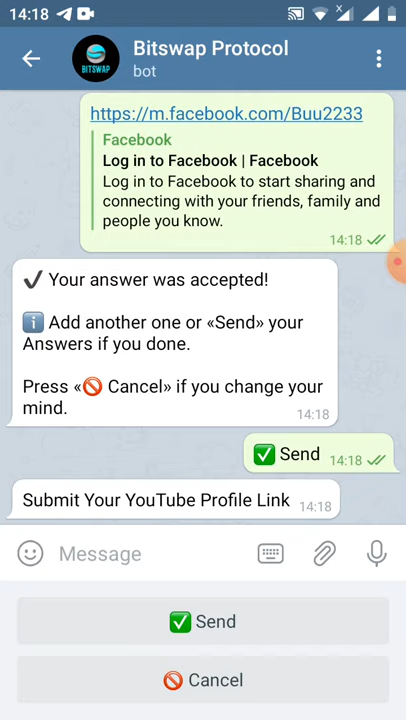 14:18
Bitswap Protocol
bot
BITSWAP
https://m.facebook.com/Buu2233
Facebook
Log in to Facebook | Facebook
Log in to Facebook to start sharing and
connecting with your friends, family and
people you know.
14:18
✔ Your answer was accepted!
ℹ Add another one or «Send» your
Answers if you done.
Press «🚫 Cancel» if you change your
mind.
14:18
✅ Send 14:18
Submit Your YouTube Profile Link 14:18
Message
✅ Send
🚫 Cancel